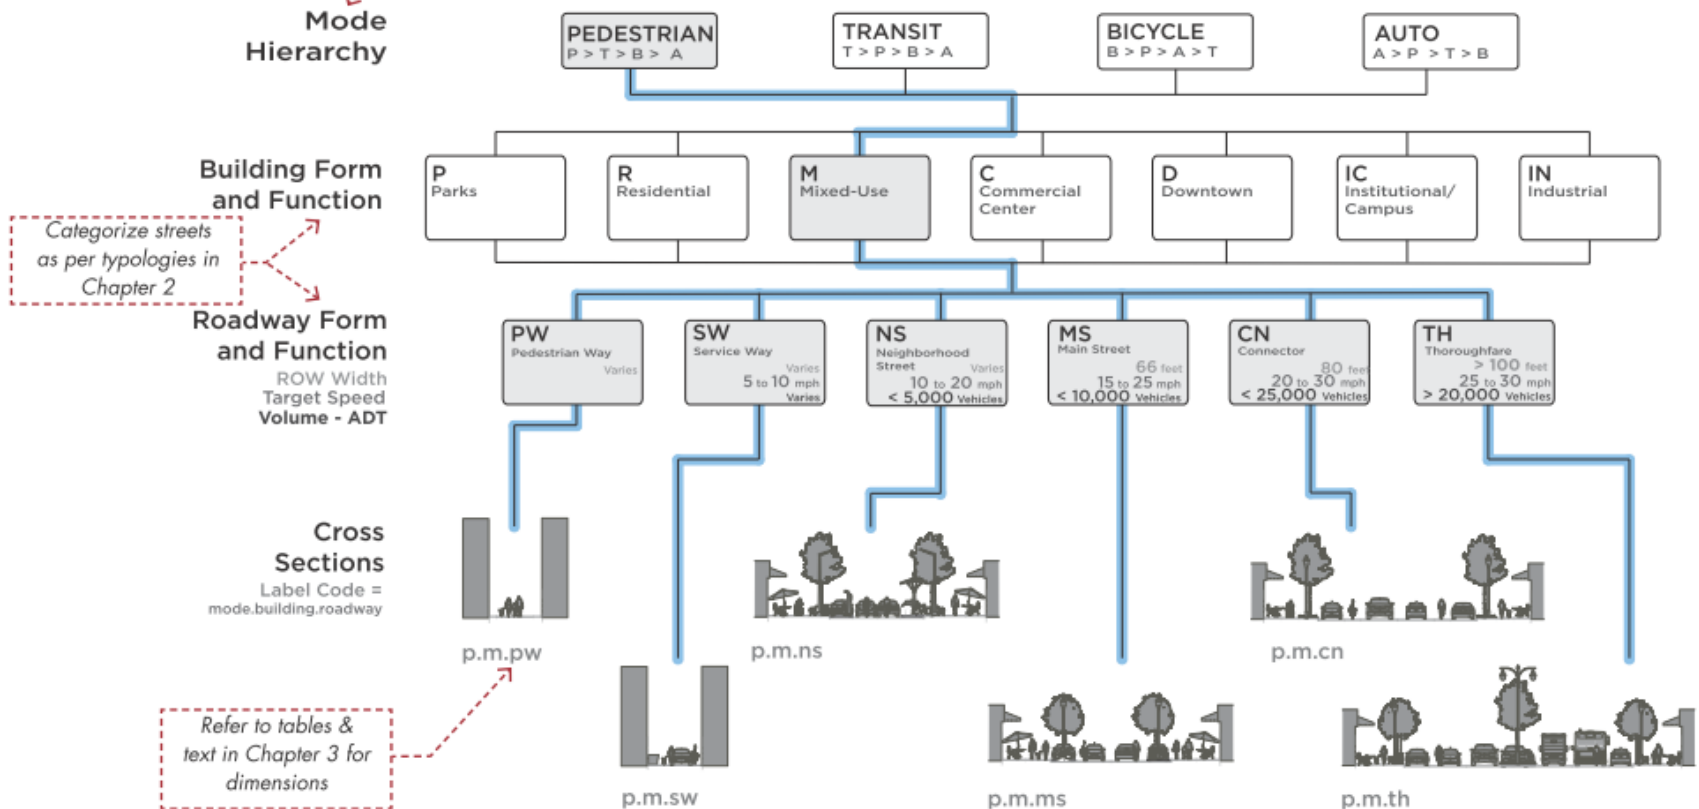 Mode
Hierarchy
PEDESTRIAN
P > T > B > A
TRANSIT
T > P > B > A
BICYCLE
B > P > A > T
AUTO
A > P > T > B
Building Form
and Function
P
Parks
R
Residential
M
Mixed-Use
C
Commercial
Center
D
Downtown
IC
Institutional/
Campus
IN
Industrial
Categorize streets
as per typologies in
Chapter 2
Roadway Form
and Function
ROW Width
Target Speed
Volume - ADT
PW
Pedestrian Way
Varies
SW
Service Way
Varies
5 to 10 mph
Varies
NS
Neighborhood
Street
Varies
10 to 20 mph
< 5,000 Vehicles
MS
Main Street
66 feet
15 to 25 mph
< 10,000 Vehicles
CN
Connector
80 feet
20 to 30 mph
< 25,000 Vehicles
TH
Thoroughfare
> 100 feet
25 to 30 mph
> 20,000 Vehicles
Cross
Sections
Label Code =
mode.building.roadway
p.m.pw
p.m.ns
p.m.cn
Refer to tables &
text in Chapter 3 for
dimensions
p.m.sw
p.m.ms
p.m.th